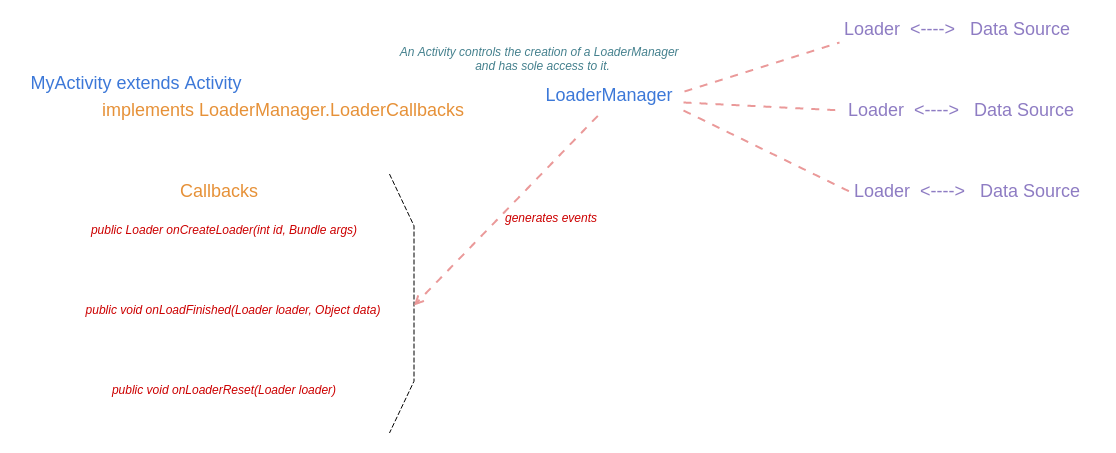 An Activity controls the creation of a LoaderManager
and has sole access to it.
MyActivity extends Activity
implements LoaderManager.LoaderCallbacks
LoaderManager
Loader <----> Data Source
Loader <----> Data Source
Loader <----> Data Source
Callbacks
generates events
public Loader onCreateLoader(int id, Bundle args)
public void onLoadFinished(Loader loader, Object data)
public void onLoaderReset(Loader loader)